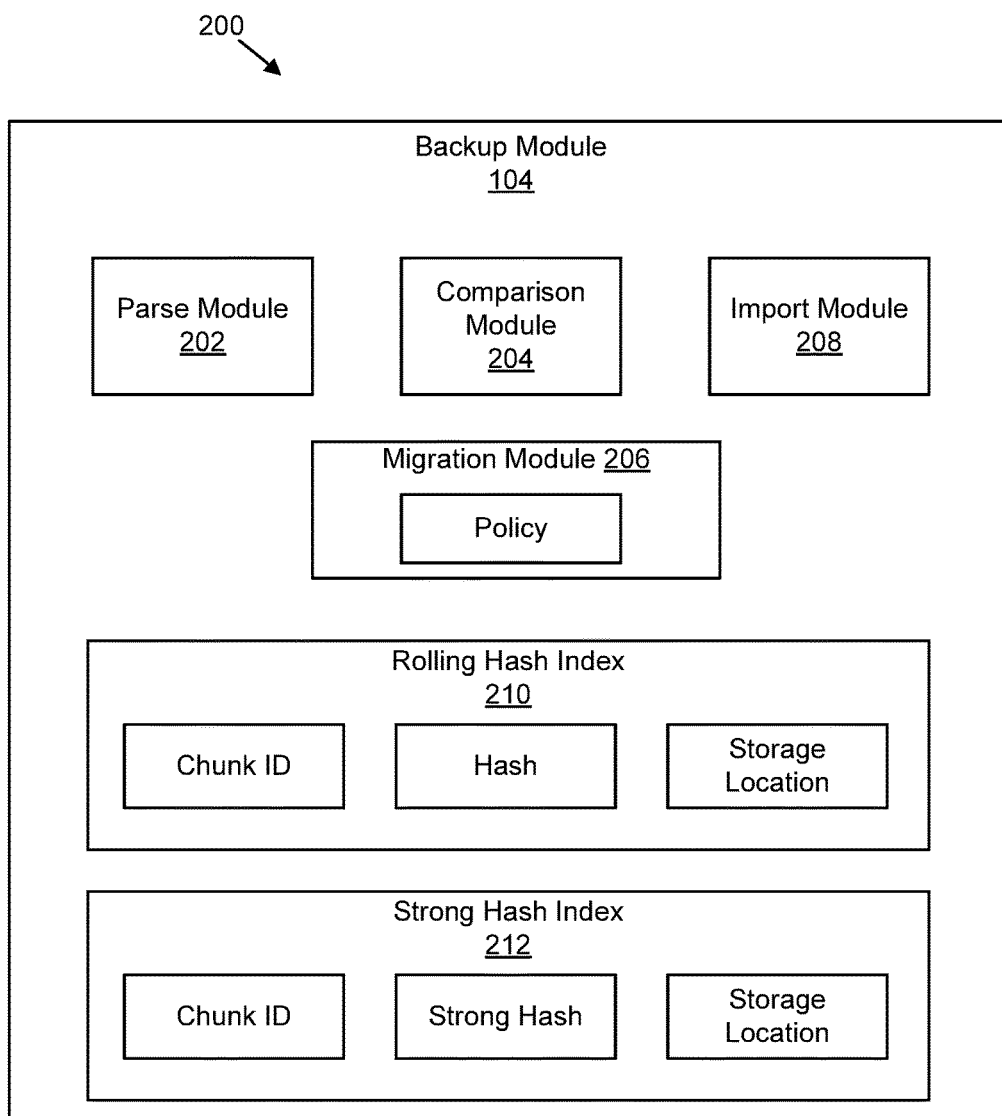 200
Backup Module
104
Parse Module
202
Comparison
Module
204
Import Module
208
Migration Module 206
Policy
Rolling Hash Index
210
Chunk ID
Hash
Storage
Location
Strong Hash Index
212
Chunk ID
Strong Hash
Storage
Location